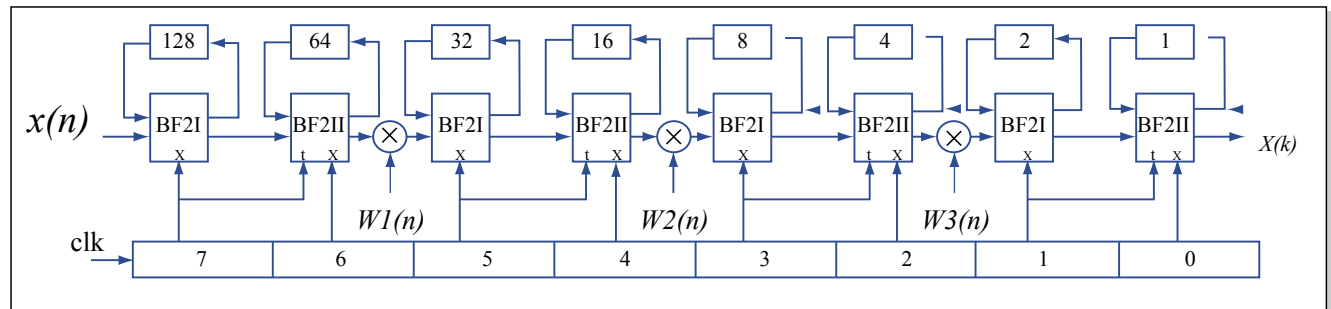 128 64 32 16 8 4 2 1
x(n) BF2I BF2II BF2I BF2II BF2I BF2II BF2I BF2II X(k)
X t X X t X X t X X t X
W1(n) W2(n) W3(n)
clk 7 6 5 4 3 2 1 0